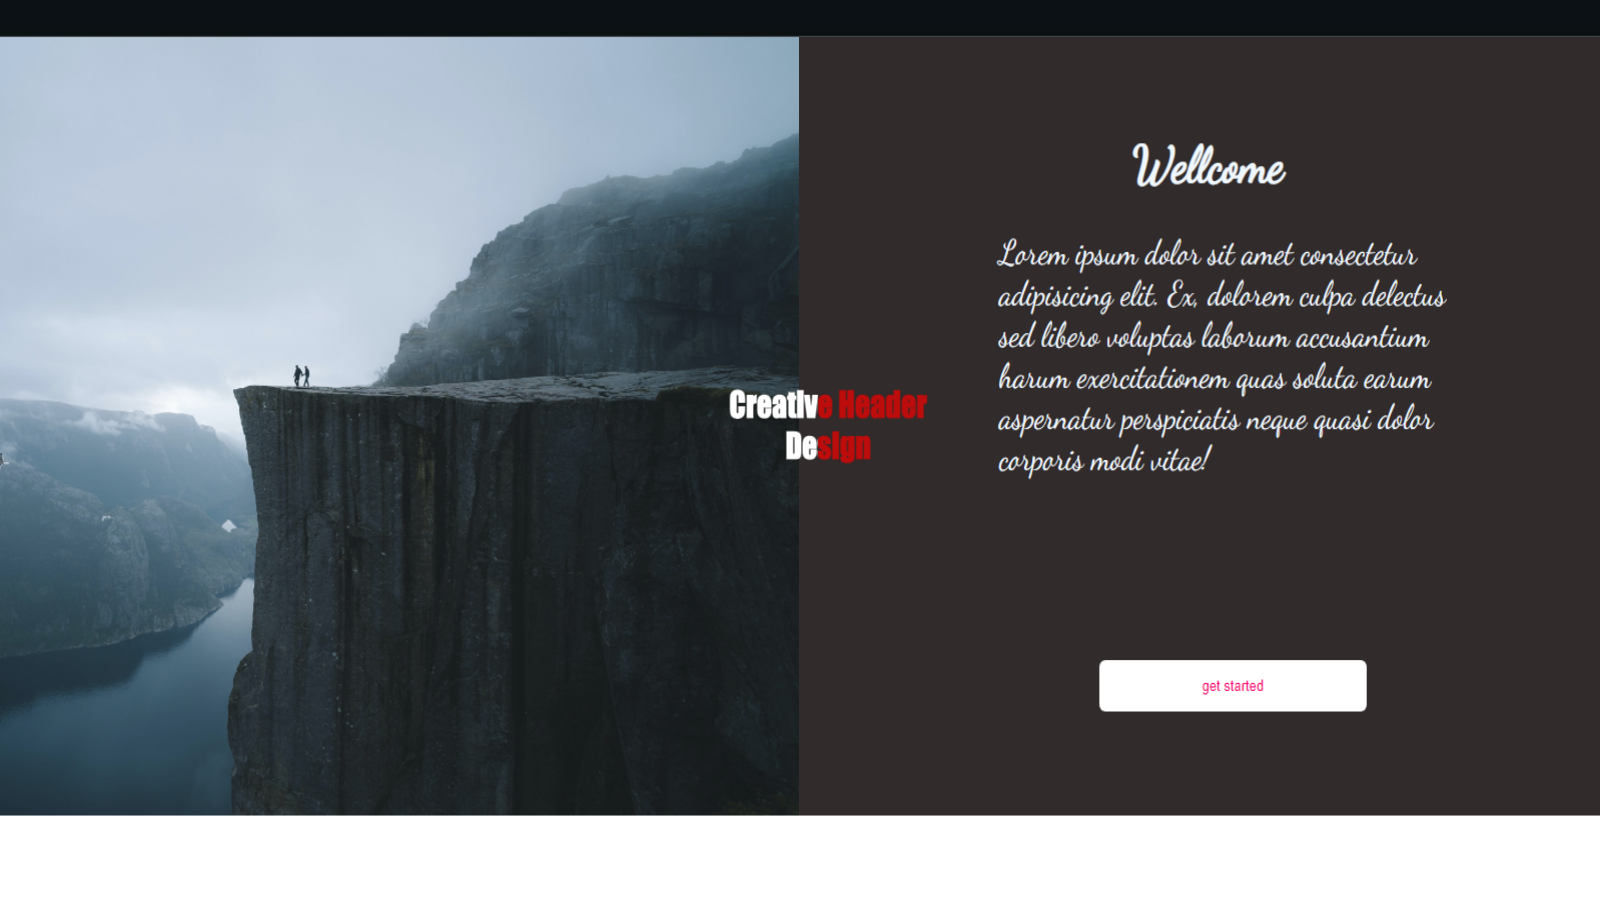 Wellcome
Lorem ipsum dolor sit amet consectetur
adipisicing elit. Ex, dolorem culpa delectus
sed libero voluptas laborum accusantium
harum exercitationem quas soluta earum
aspernatur perspiciatis neque quasi dolor
corporis modi vitae!
Creative Header
Design
get started